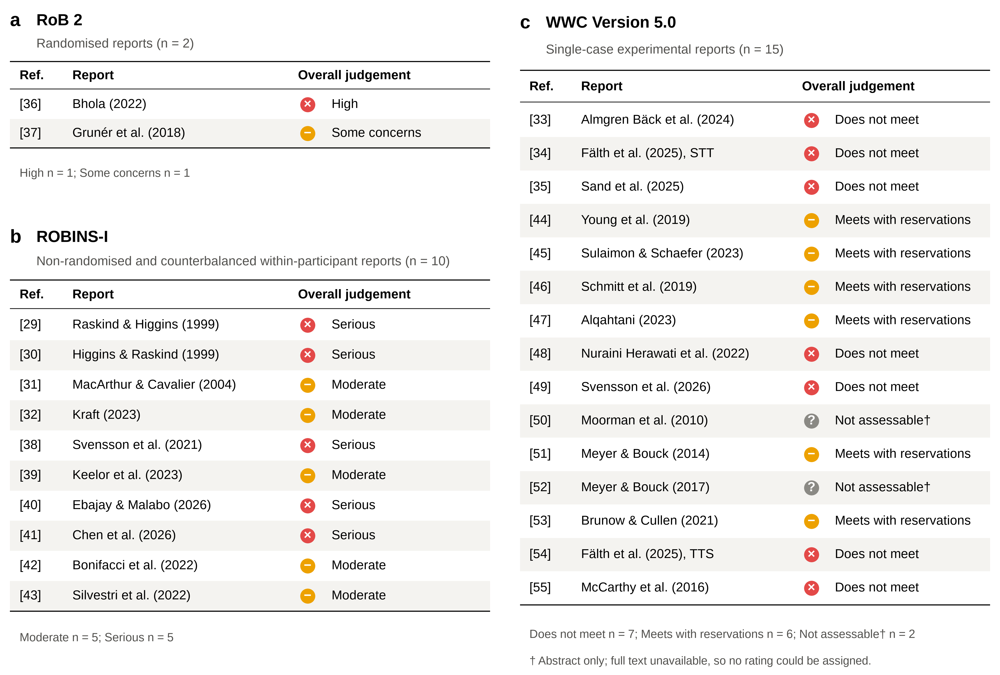 a RoB 2
Randomised reports (n = 2)
Ref. Report Overall judgement
[36] Bhola (2022) × High
[37] Grunér et al. (2018) − Some concerns
High n = 1; Some concerns n = 1
b ROBINS-I
Non-randomised and counterbalanced within-participant reports (n = 10)
Ref. Report Overall judgement
[29] Raskind & Higgins (1999) × Serious
[30] Higgins & Raskind (1999) × Serious
[31] MacArthur & Cavalier (2004) − Moderate
[32] Kraft (2023) − Moderate
[38] Svensson et al. (2021) × Serious
[39] Keelor et al. (2023) − Moderate
[40] Ebajay & Malabo (2026) × Serious
[41] Chen et al. (2026) × Serious
[42] Bonifacci et al. (2022) − Moderate
[43] Silvestri et al. (2022) − Moderate
Moderate n = 5; Serious n = 5
c WWC Version 5.0
Single-case experimental reports (n = 15)
Ref. Report Overall judgement
[33] Almgren Bäck et al. (2024) × Does not meet
[34] Fälth et al. (2025), STT × Does not meet
[35] Sand et al. (2025) × Does not meet
[44] Young et al. (2019) − Meets with reservations
[45] Sulaimon & Schaefer (2023) − Meets with reservations
[46] Schmitt et al. (2019) − Meets with reservations
[47] Alqahtani (2023) − Meets with reservations
[48] Nuraini Herawati et al. (2022) × Does not meet
[49] Svensson et al. (2026) × Does not meet
[50] Moorman et al. (2010) ? Not assessable†
[51] Meyer & Bouck (2014) − Meets with reservations
[52] Meyer & Bouck (2017) ? Not assessable†
[53] Brunow & Cullen (2021) − Meets with reservations
[54] Fälth et al. (2025), TTS × Does not meet
[55] McCarthy et al. (2016) × Does not meet
Does not meet n = 7; Meets with reservations n = 6; Not assessable† n = 2
† Abstract only; full text unavailable, so no rating could be assigned.